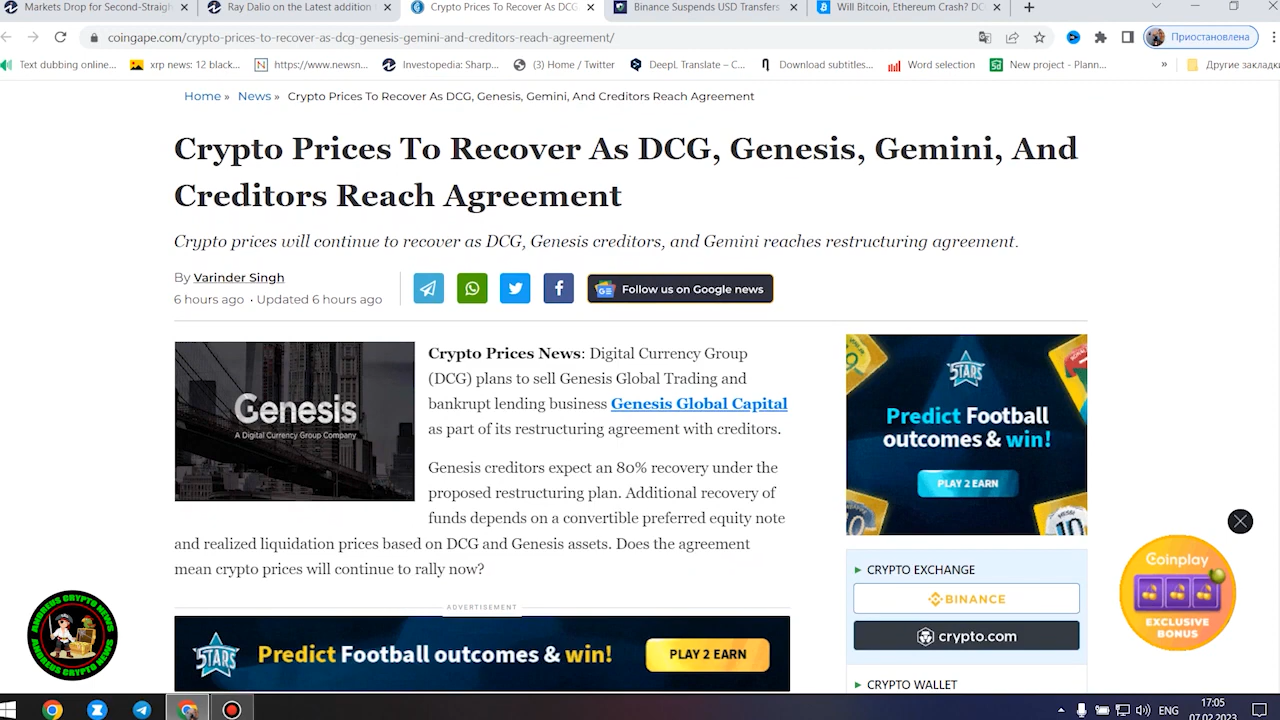 Markets Drop for Second-Straigh
Ray Dalio on the Latest addition
Crypto Prices To Recover As DCG,
Binance Suspends USD Transfers
Will Bitcoin, Ethereum Crash? DC
coingape.com/crypto-prices-to-recover-as-dcg-genesis-gemini-and-creditors-reach-agreement/
Приостановлена
Text dubbing online...
xrp news: 12 black...
https://www.newsn...
Investopedia: Sharp...
(3) Home / Twitter
DeepL Translate – C...
Download subtitles...
Word selection
New project - Plann...
»
Другие закладки
Home » News » Crypto Prices To Recover As DCG, Genesis, Gemini, And Creditors Reach Agreement
Crypto Prices To Recover As DCG, Genesis, Gemini, And
Creditors Reach Agreement
Crypto prices will continue to recover as DCG, Genesis creditors, and Gemini reaches restructuring agreement.
By Varinder Singh
6 hours ago · Updated 6 hours ago
Follow us on Google news
Genesis
A Digital Currency Group Company
Crypto Prices News: Digital Currency Group
(DCG) plans to sell Genesis Global Trading and
bankrupt lending business Genesis Global Capital
as part of its restructuring agreement with creditors.
Genesis creditors expect an 80% recovery under the
proposed restructuring plan. Additional recovery of
funds depends on a convertible preferred equity note
and realized liquidation prices based on DCG and Genesis assets. Does the agreement
mean crypto prices will continue to rally now?
ADVERTISEMENT
STARS
Predict Football outcomes & win!
PLAY 2 EARN
STARS
Predict Football
outcomes & win!
PLAY 2 EARN
10
CRYPTO EXCHANGE
BINANCE
crypto.com
CRYPTO WALLET
Coinplay
EXCLUSIVE
BONUS
ANDREUS CRYPTO NEWS
ANDREUS CRYPTO NEWS
ENG
17:05
07.02.2023